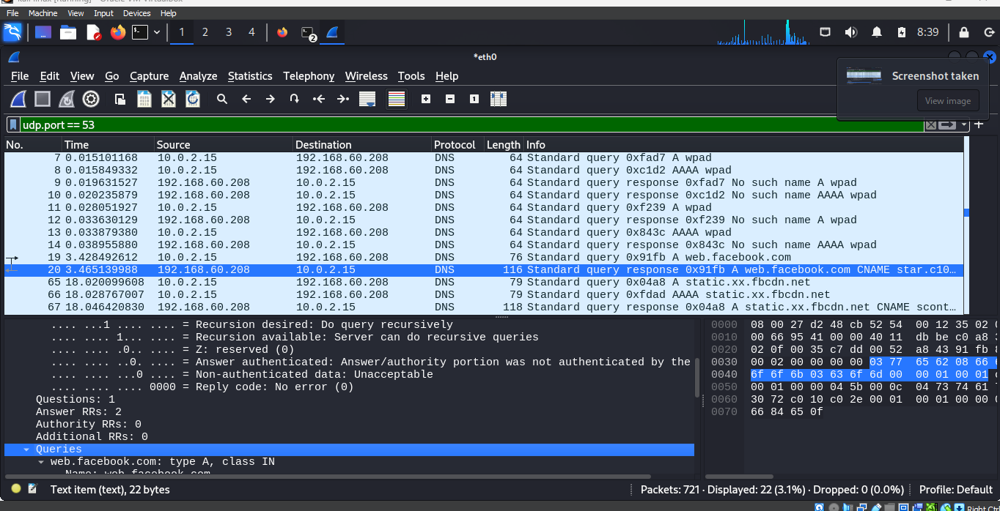 File Machine View Input Devices Help
1 2 3 4 2 8:39
*eth0
File Edit View Go Capture Analyze Statistics Telephony Wireless Tools Help
Screenshot taken
View image
udp.port == 53
No. Time Source Destination Protocol Length Info
7 0.015101168 10.0.2.15 192.168.60.208 DNS 64 Standard query 0xfad7 A wpad
8 0.015849332 10.0.2.15 192.168.60.208 DNS 64 Standard query 0xc1d2 AAAA wpad
9 0.019631527 192.168.60.208 10.0.2.15 DNS 64 Standard query response 0xfad7 No such name A wpad
10 0.020235879 192.168.60.208 10.0.2.15 DNS 64 Standard query response 0xc1d2 No such name AAAA wpad
11 0.028051927 10.0.2.15 192.168.60.208 DNS 64 Standard query 0xf239 A wpad
12 0.033630129 192.168.60.208 10.0.2.15 DNS 64 Standard query response 0xf239 No such name A wpad
13 0.033879380 10.0.2.15 192.168.60.208 DNS 64 Standard query 0x843c AAAA wpad
14 0.038955880 192.168.60.208 10.0.2.15 DNS 64 Standard query response 0x843c No such name AAAA wpad
19 3.428492612 10.0.2.15 192.168.60.208 DNS 76 Standard query 0x91fb A web.facebook.com
20 3.465139988 192.168.60.208 10.0.2.15 DNS 116 Standard query response 0x91fb A web.facebook.com CNAME star.c10…
65 18.020099608 10.0.2.15 192.168.60.208 DNS 79 Standard query 0x04a8 A static.xx.fbcdn.net
66 18.028767007 10.0.2.15 192.168.60.208 DNS 79 Standard query 0xfdad AAAA static.xx.fbcdn.net
67 18.046420830 192.168.60.208 10.0.2.15 DNS 118 Standard query response 0x04a8 A static.xx.fbcdn.net CNAME scont…
.... ...1 .... .... = Recursion desired: Do query recursively
.... .... 1... .... = Recursion available: Server can do recursive queries
.... .... .0.. .... = Z: reserved (0)
.... .... ..0. .... = Answer authenticated: Answer/authority portion was not authenticated by the
.... .... ...0 .... = Non-authenticated data: Unacceptable
.... .... .... 0000 = Reply code: No error (0)
Questions: 1
Answer RRs: 2
Authority RRs: 0
Additional RRs: 0
Queries
web.facebook.com: type A, class IN
Name: web.facebook.com
0000 08 00 27 d2 48 cb 52 54 00 12 35 02
0010 00 66 95 41 00 00 40 11 db be c0 a8
0020 02 0f 00 35 c7 dd 00 52 a8 43 91 fb
0030 00 02 00 00 00 00 03 77 65 62 08 66
0040 6f 6f 6b 03 63 6f 6d 00 00 01 00 01
0050 00 01 00 00 04 5b 00 0c 04 73 74 61
0060 30 72 c0 10 c0 2e 00 01 00 01 00 00
0070 66 84 65 0f
Text item (text), 22 bytes
Packets: 721 · Displayed: 22 (3.1%) · Dropped: 0 (0.0%)
Profile: Default
Right Ctrl